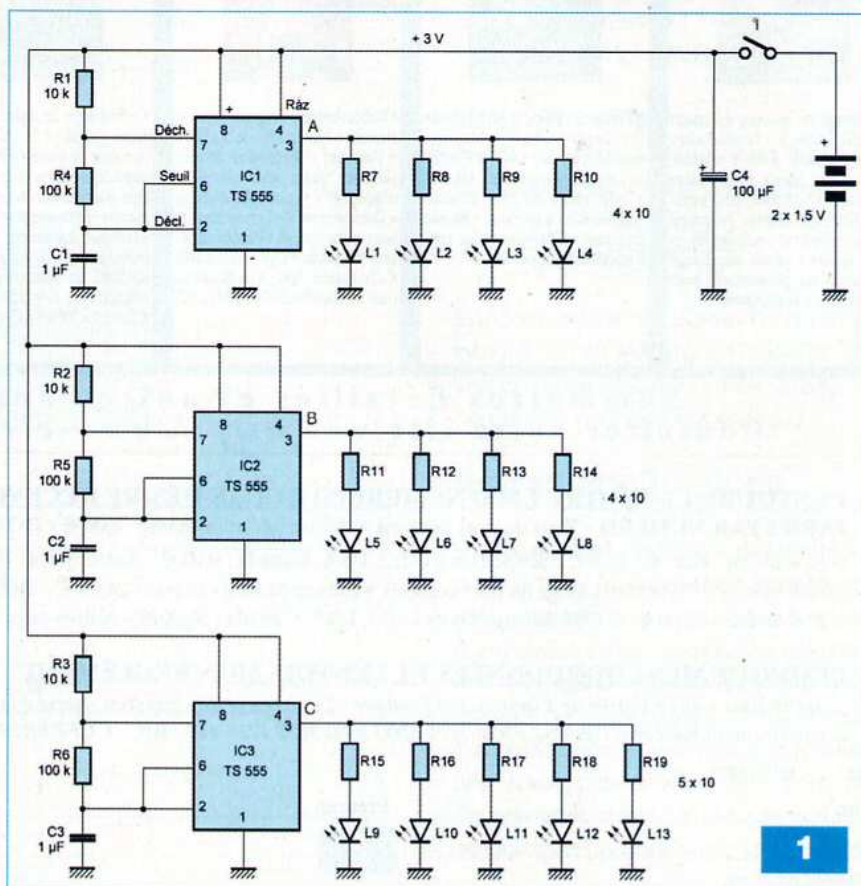 + 3 V
1
R1
10 k
Ráz
Déch.
8
4
A
7
3
+
R4
100 k
Seuil
6
IC1
TS 555
R7
R8
R9
R10
4 x 10
C4
100 µF
+
2 x 1,5 V
Décl.
2
1
C1
1 µF
L1
L2
L3
L4
R2
10 k
8
4
B
7
3
R5
100 k
6
IC2
TS 555
R11
R12
R13
R14
4 x 10
2
1
C2
1 µF
L5
L6
L7
L8
R3
10 k
8
4
C
7
3
R6
100 k
6
IC3
TS 555
R15
R16
R17
R18
R19
5 x 10
2
1
C3
1 µF
L9
L10
L11
L12
L13
1